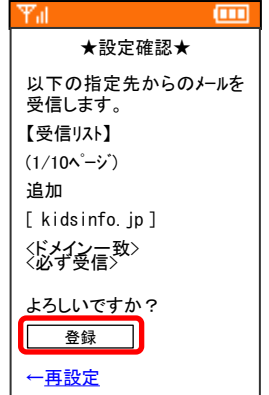 ★設定確認★
以下の指定先からのﾒｰﾙを
受信します。
【受信ﾘｽﾄ】
(1/10ﾍﾟｰｼﾞ)
追加
[ kidsinfo.jp ]
<ドメイン一致>
<必ず受信>
よろしいですか？
登録
←再設定